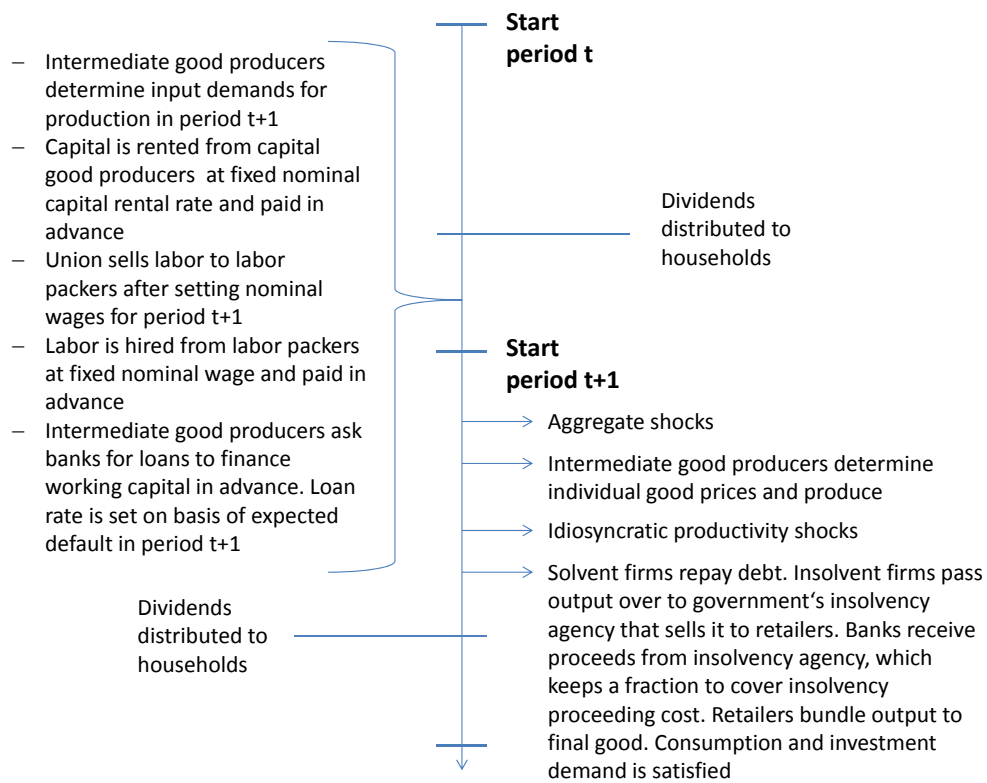 Start
period t
– Intermediate good producers
determine input demands for
production in period t+1
– Capital is rented from capital
good producers at fixed nominal
capital rental rate and paid in
advance
– Union sells labor to labor
packers after setting nominal
wages for period t+1
– Labor is hired from labor packers
at fixed nominal wage and paid in
advance
– Intermediate good producers ask
banks for loans to finance
working capital in advance. Loan
rate is set on basis of expected
default in period t+1
Dividends
distributed to
households
Start
period t+1
Aggregate shocks
Intermediate good producers determine
individual good prices and produce
Idiosyncratic productivity shocks
Solvent firms repay debt. Insolvent firms pass
output over to government‘s insolvency
agency that sells it to retailers. Banks receive
proceeds from insolvency agency, which
keeps a fraction to cover insolvency
proceeding cost. Retailers bundle output to
final good. Consumption and investment
demand is satisfied
Dividends
distributed to
households